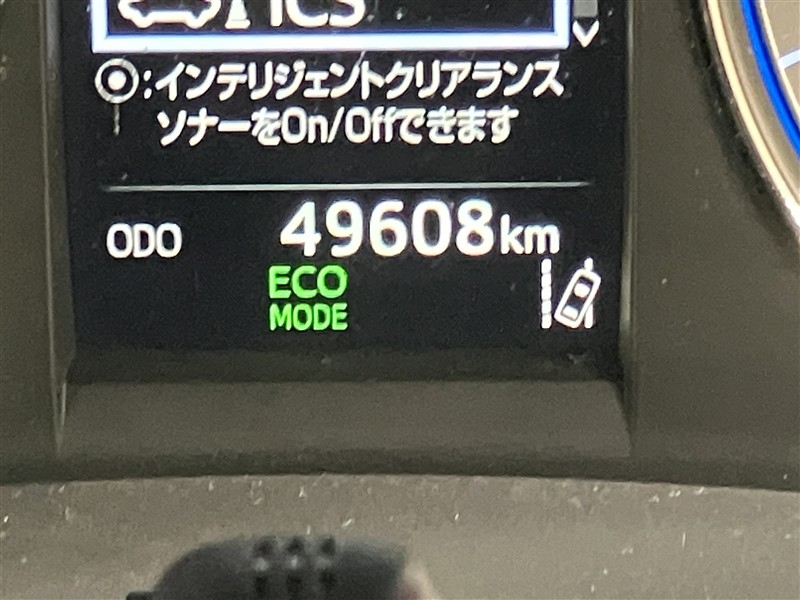 ICS
:インテリジェントクリアランス
ソナーをOn/Offできます
ODO 49608km
ECO
MODE